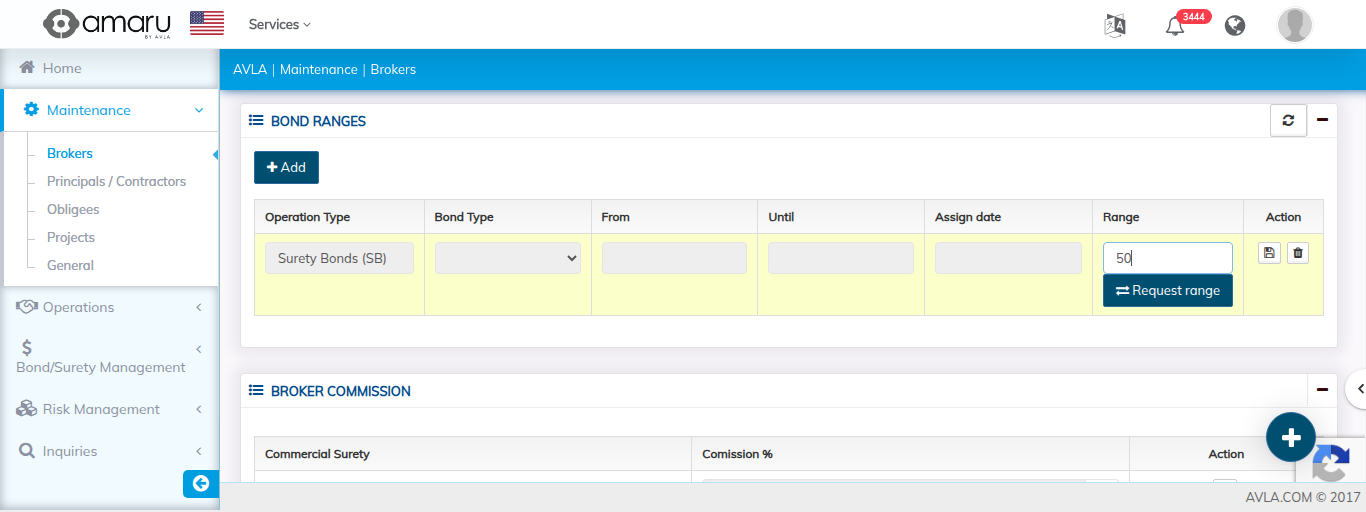 amaru
BY AVLA
Services
A
3444
Home
AVLA | Maintenance | Brokers
Maintenance
Brokers
Principals / Contractors
Obligees
Projects
General
Operations
Bond/Surety Management
Risk Management
Inquiries
BOND RANGES
Add
Operation Type Bond Type From Until Assign date Range Action
Surety Bonds (SB) 50
Request range
BROKER COMMISSION
Commercial Surety Comission % Action
AVLA.COM © 2017